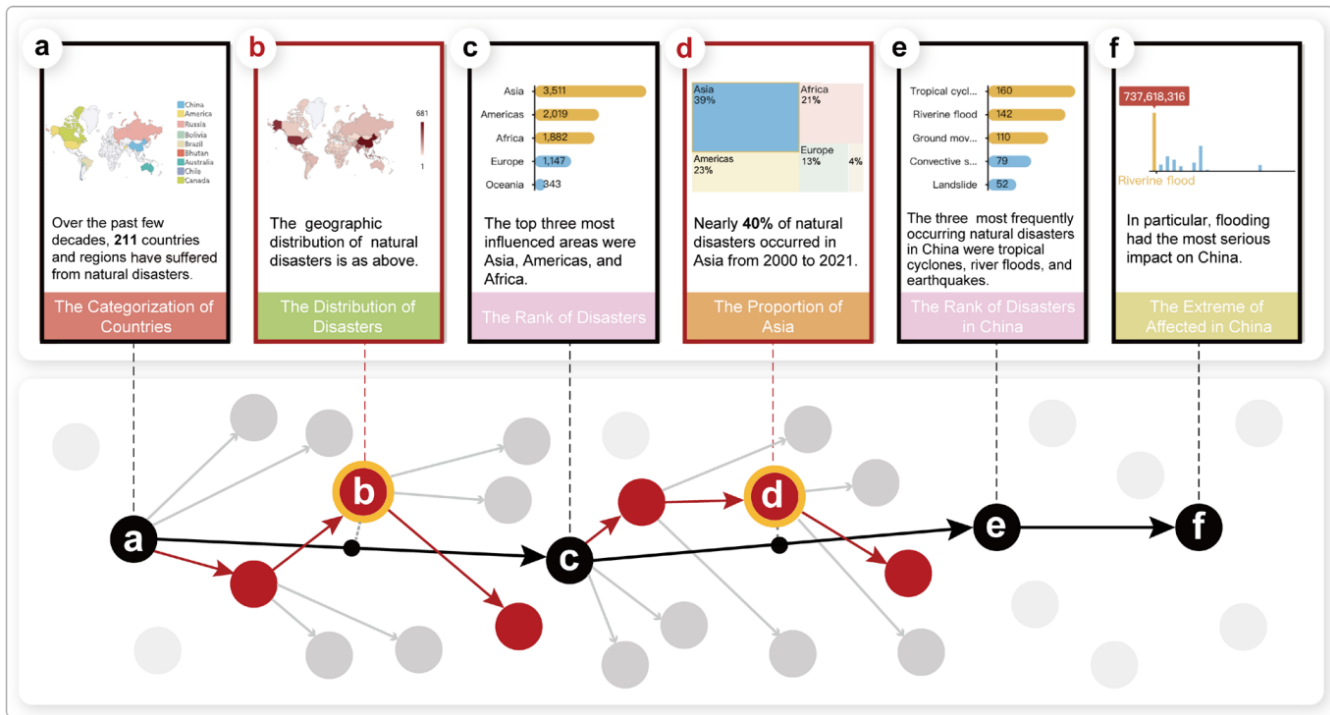 a
China
America
Russia
Bolivia
Brazil
Bhutan
Australia
Chile
Canada
Over the past few
decades, 211 countries
and regions have suffered
from natural disasters.
The Categorization of
Countries
b
681
1
The geographic
distribution of natural
disasters is as above.
The Distribution of
Disasters
c
Asia 3,511
Americas 2,019
Africa 1,882
Europe 1,147
Oceania 343
The top three most
influenced areas were
Asia, Americas, and
Africa.
The Rank of Disasters
d
Asia
39%
Africa
21%
Americas
23%
Europe
13%
4%
Nearly 40% of natural
disasters occurred in
Asia from 2000 to 2021.
The Proportion of
Asia
e
Tropical cycl... 160
Riverine flood 142
Ground mov... 110
Convective s... 79
Landslide 52
The three most frequently
occurring natural disasters
in China were tropical
cyclones, river floods, and
earthquakes.
The Rank of Disasters
in China
f
737,618,316
Riverine flood
In particular, flooding
had the most serious
impact on China.
The Extreme of
Affected in China
a
b
c
d
e
f